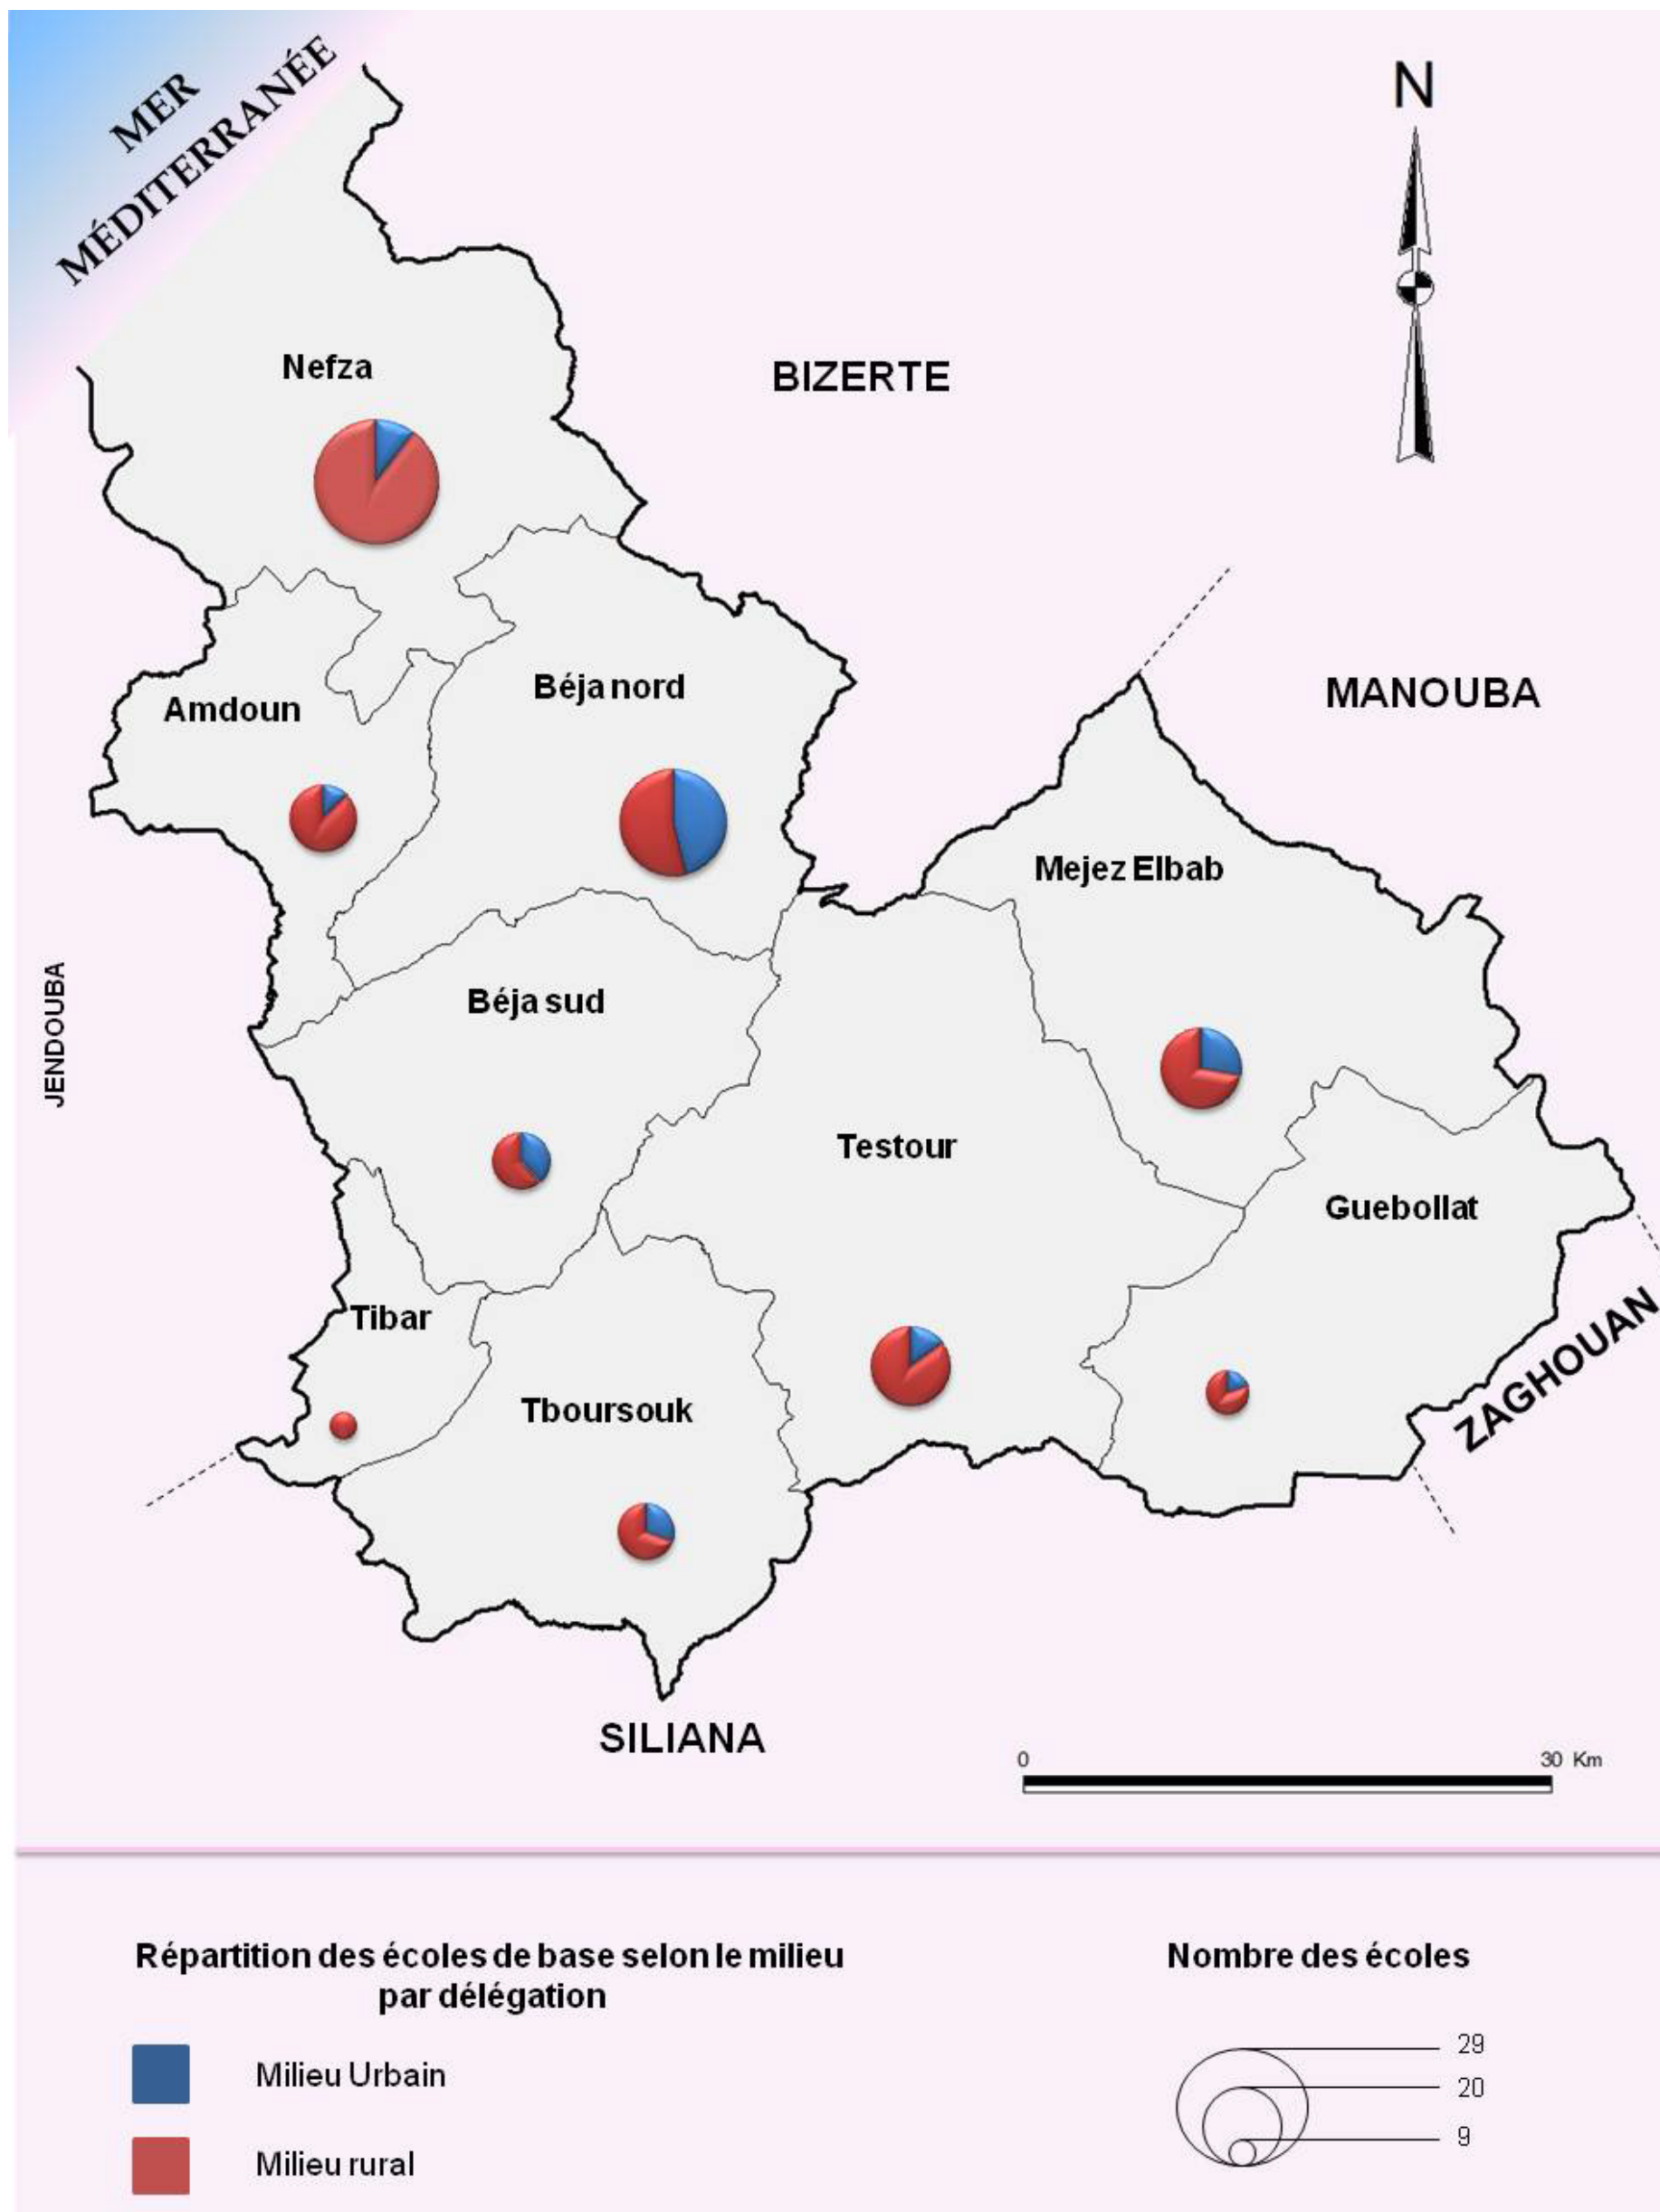 MER
MÉDITERRANÉE
N
Nefza
BIZERTE
Béja nord
MANOUBA
Amdoun
Mejez Elbab
JENDOUBA
Béja sud
Testour
Guebollat
Tibar
ZAGHOUAN
Tboursouk
SILIANA
0
30 Km
Répartition des écoles de base selon le milieu
par délégation
Milieu Urbain
Milieu rural
Nombre des écoles
29
20
9